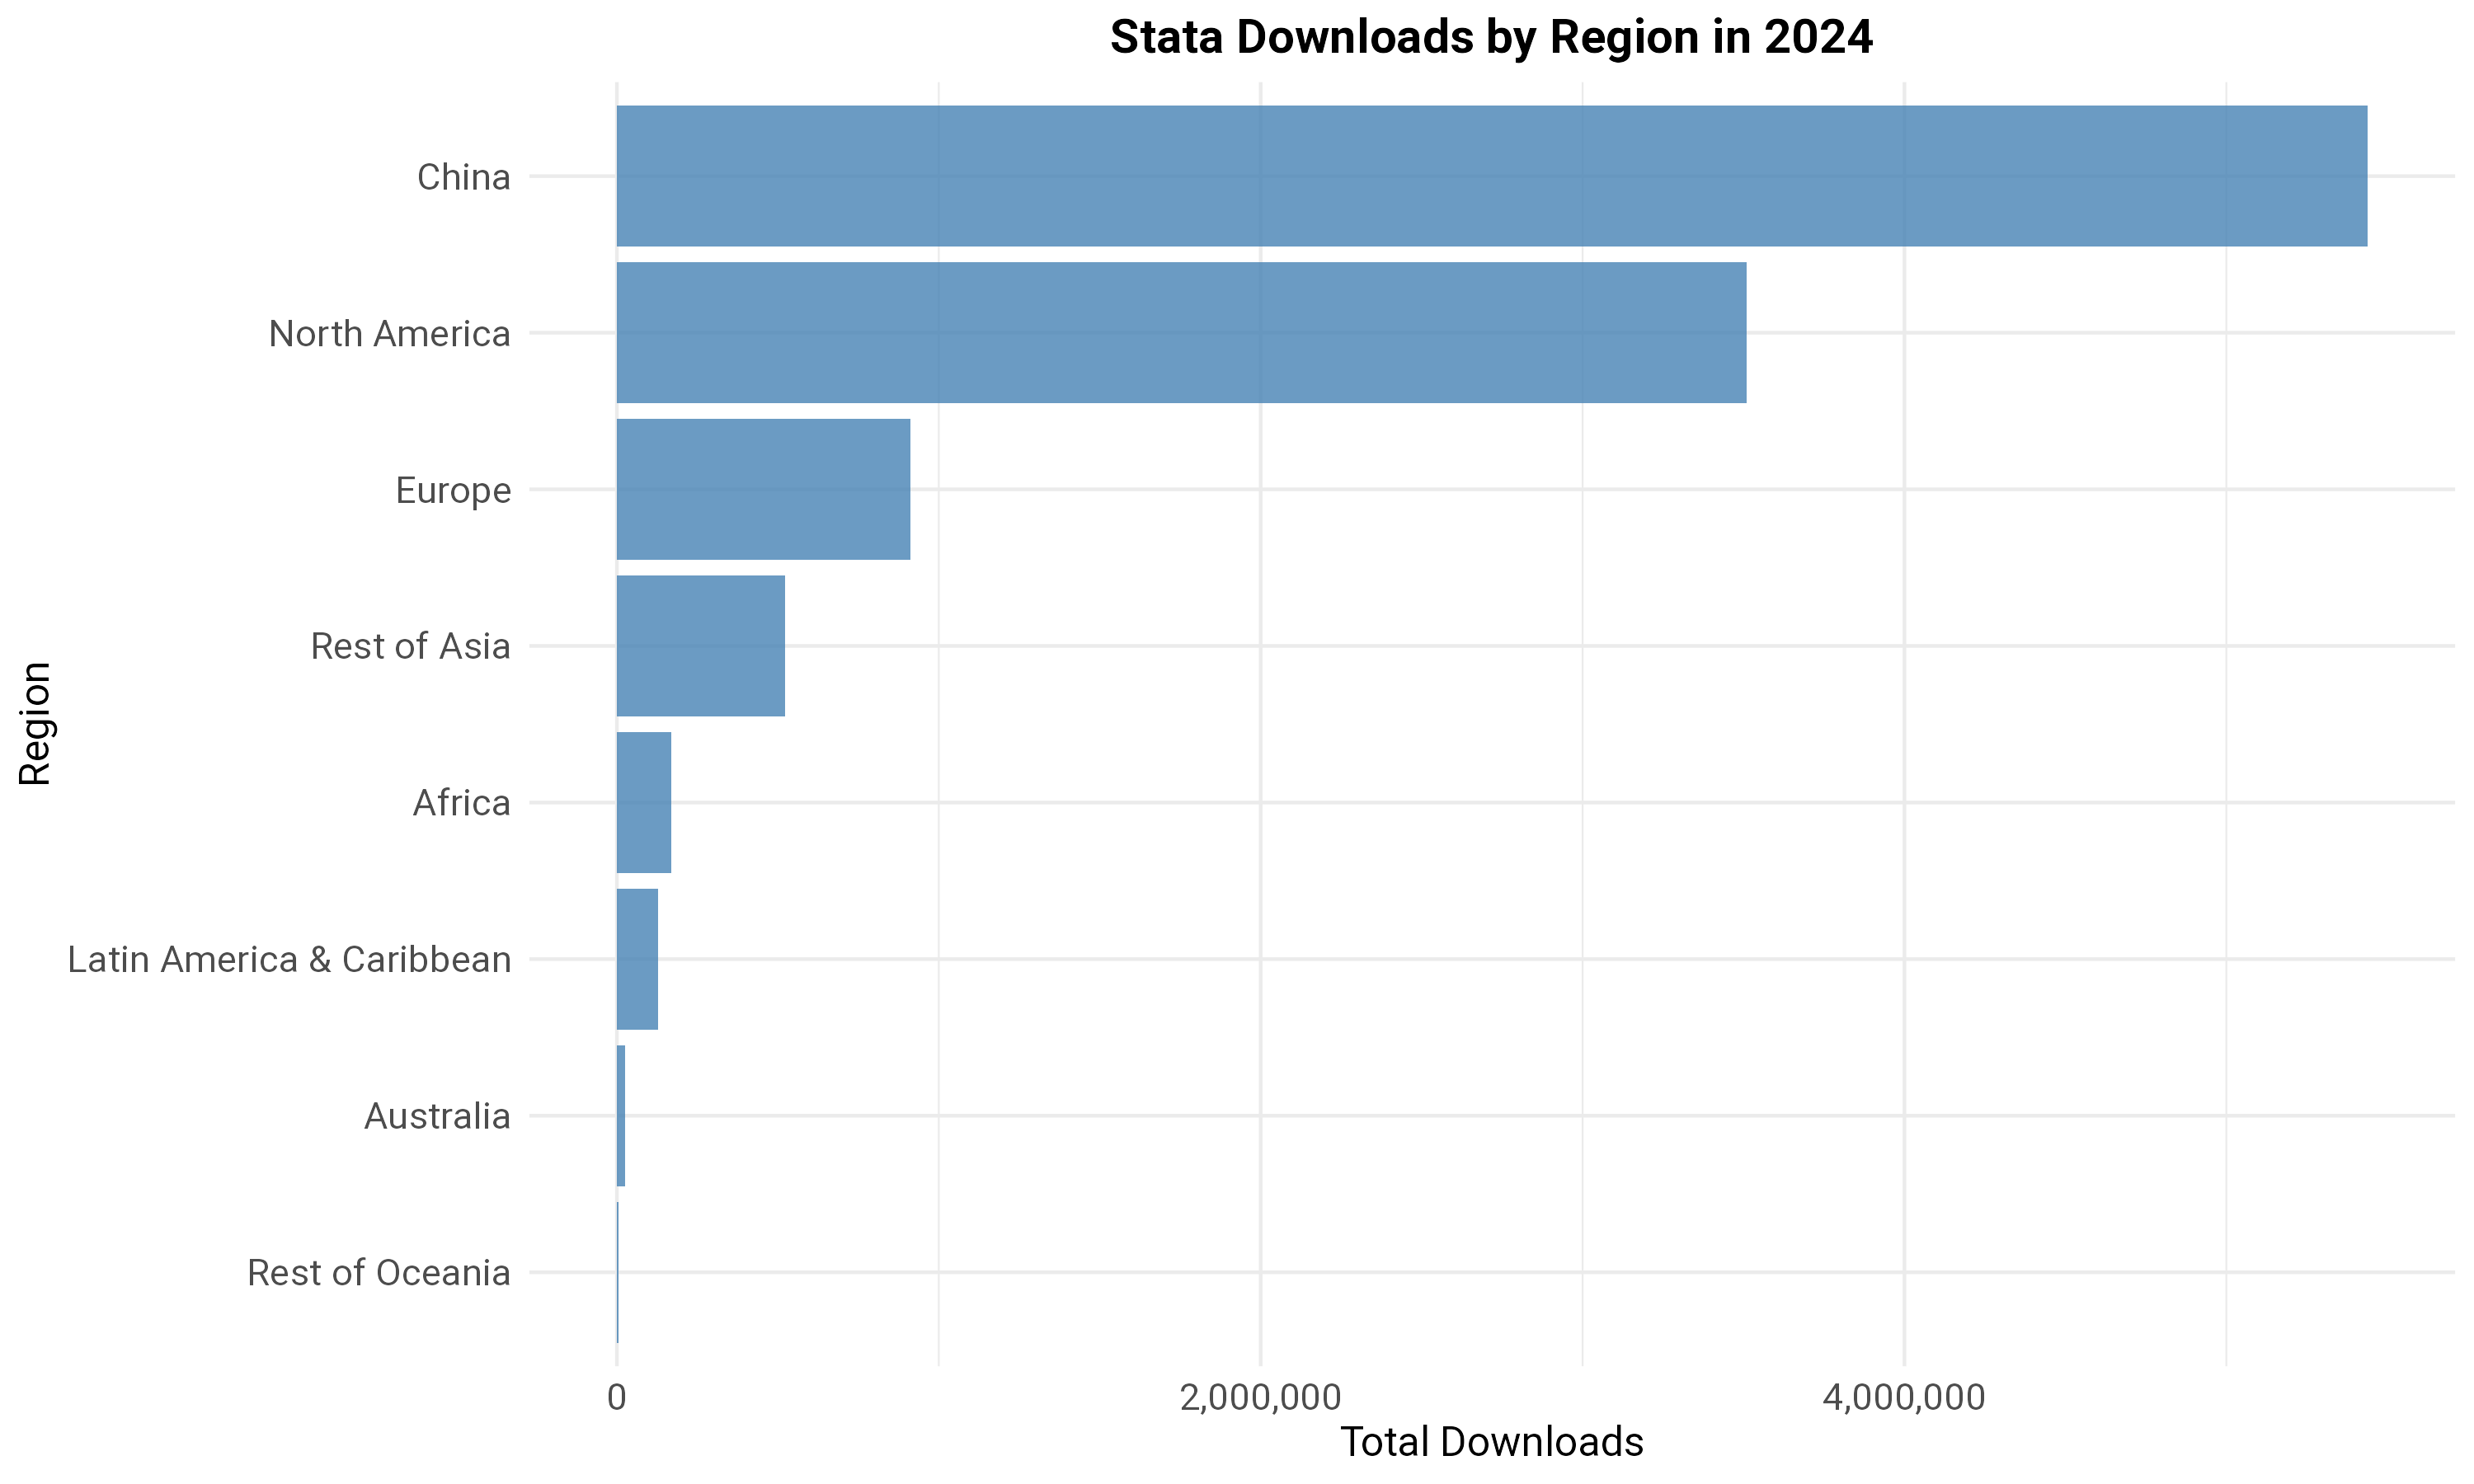 Stata Downloads by Region in 2024
Region
China
North America
Europe
Rest of Asia
Africa
Latin America & Caribbean
Australia
Rest of Oceania
0 2,000,000 4,000,000
Total Downloads